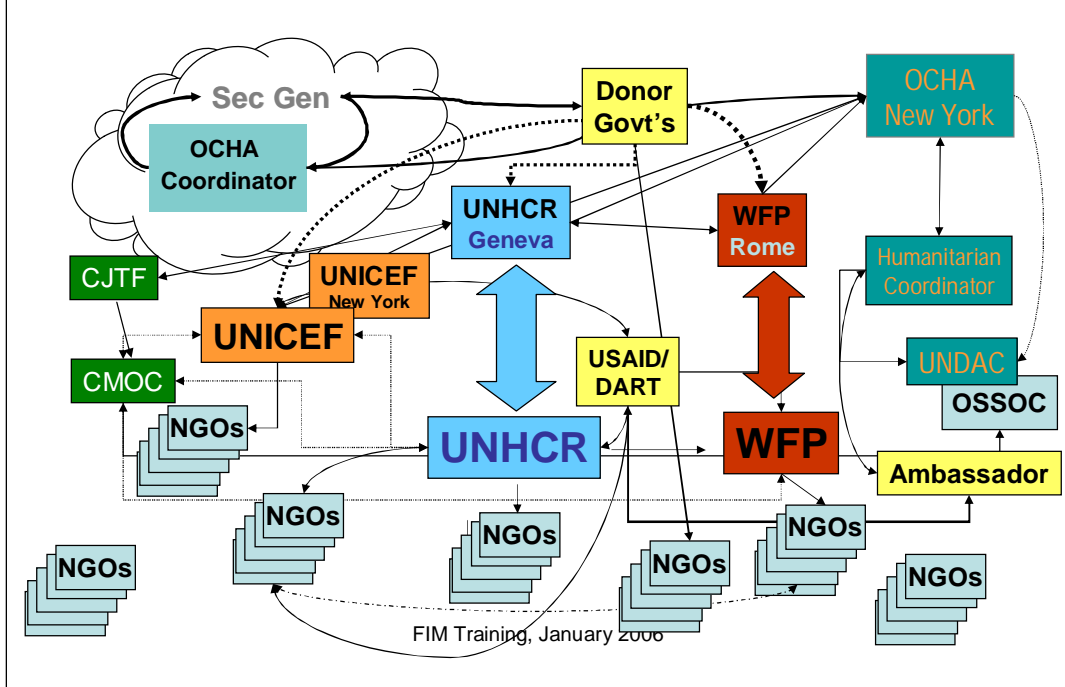 Sec Gen
Donor
Govt's
OCHA
New York
OCHA
Coordinator
UNHCR
Geneva
WFP
Rome
CJTF
UNICEF
New York
Humanitarian
Coordinator
UNICEF
USAID/
DART
UNDAC
CMOC
OSSOC
NGOs
UNHCR
WFP
Ambassador
NGOs
NGOs
NGOs
NGOs
NGOs
NGOs
FIM Training, January 2006